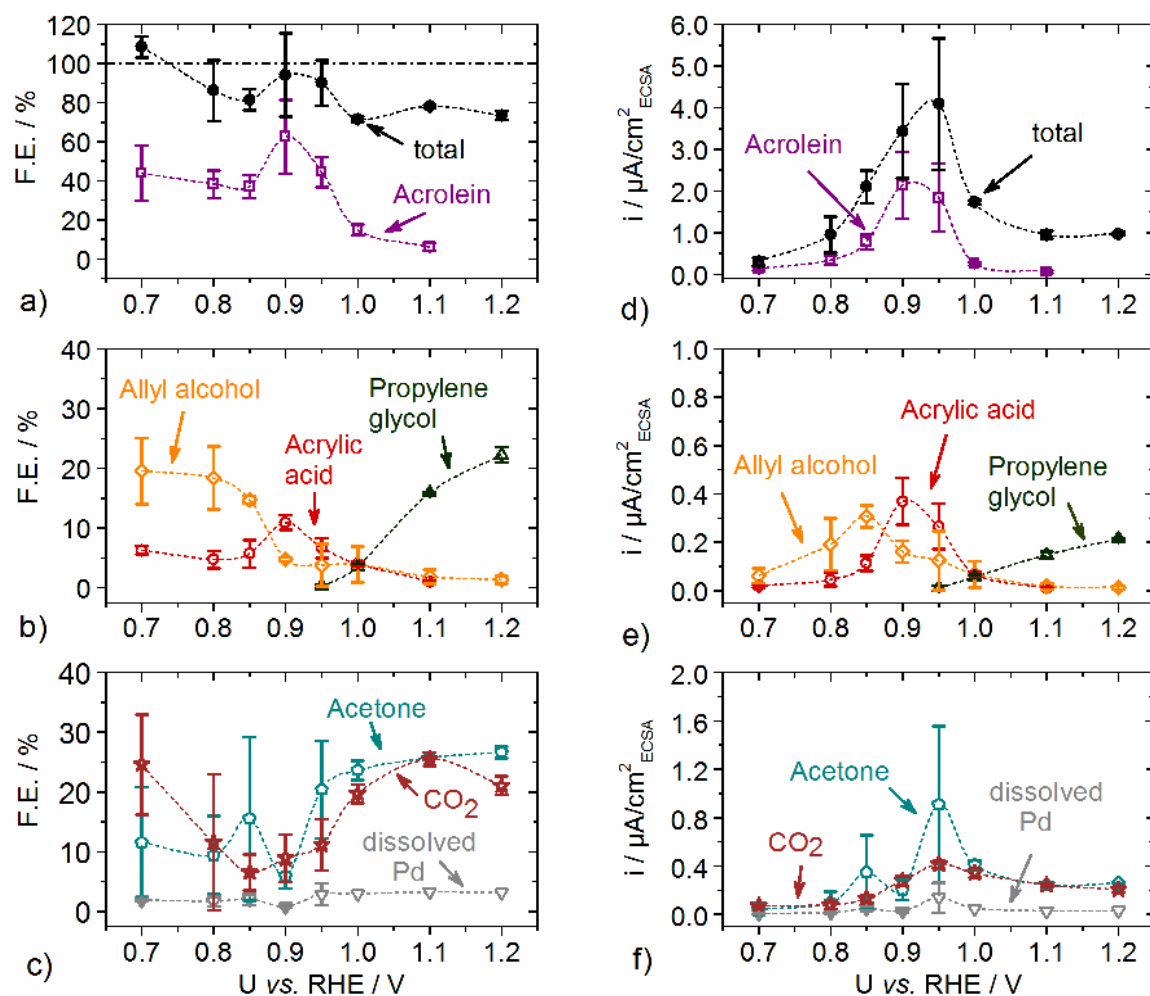 120
100
80
60
40
20
0
F.E. / %
total
Acrolein
0.7 0.8 0.9 1.0 1.1 1.2
a)
6.0
5.0
4.0
3.0
2.0
1.0
0.0
i / µA/cm²ECSA
Acrolein
total
0.7 0.8 0.9 1.0 1.1 1.2
d)
40
30
20
10
0
F.E. / %
Allyl alcohol
Propylene
glycol
Acrylic
acid
0.7 0.8 0.9 1.0 1.1 1.2
b)
1.0
0.8
0.6
0.4
0.2
0.0
i / µA/cm²ECSA
Acrylic acid
Allyl alcohol
Propylene
glycol
0.7 0.8 0.9 1.0 1.1 1.2
e)
40
30
20
10
0
F.E. / %
Acetone
CO₂
dissolved
Pd
0.7 0.8 0.9 1.0 1.1 1.2
c)
U vs. RHE / V
2.0
1.6
1.2
0.8
0.4
0.0
i / µA/cm²ECSA
Acetone
dissolved
Pd
CO₂
0.7 0.8 0.9 1.0 1.1 1.2
f)
U vs. RHE / V